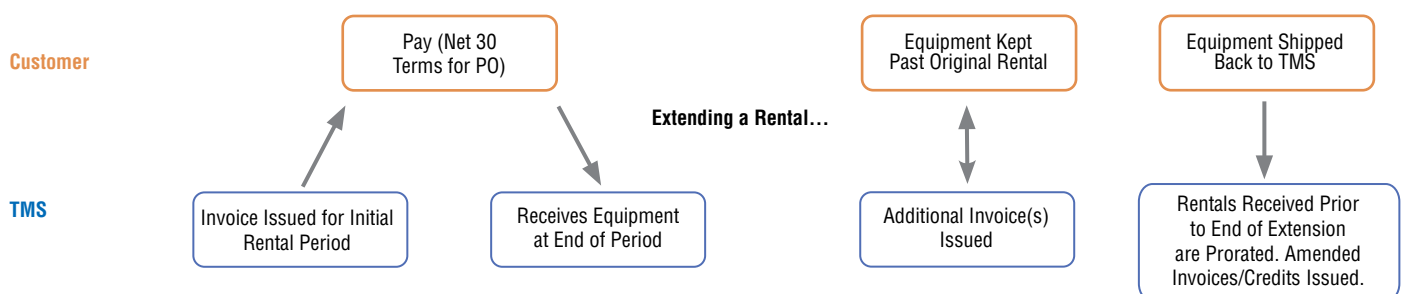 Customer
Pay (Net 30
Terms for PO)
Equipment Kept
Past Original Rental
Equipment Shipped
Back to TMS
Extending a Rental…
TMS
Invoice Issued for Initial
Rental Period
Receives Equipment
at End of Period
Additional Invoice(s)
Issued
Rentals Received Prior
to End of Extension
are Prorated. Amended
Invoices/Credits Issued.